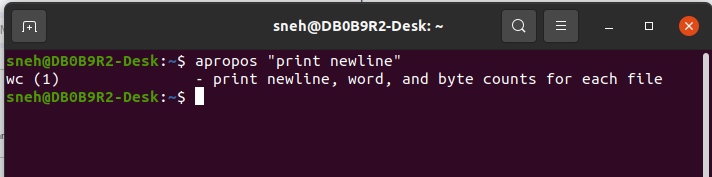 sneh@DB0B9R2-Desk: ~
sneh@DB0B9R2-Desk:~$ apropos "print newline"
wc (1)               - print newline, word, and byte counts for each file
sneh@DB0B9R2-Desk:~$